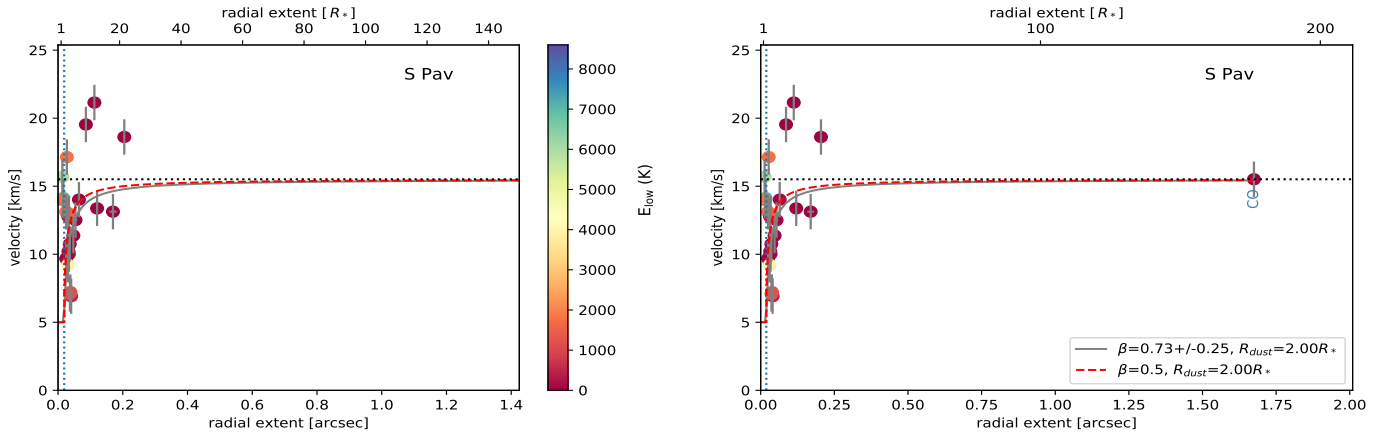 radial extent [ R* ]
1 20 40 60 80 100 120 140
25
20
15
10
5
0
velocity [km/s]
S Pav
0.0 0.2 0.4 0.6 0.8 1.0 1.2 1.4
radial extent [arcsec]
8000
7000
6000
5000
4000
3000
2000
1000
0
Elow (K)
radial extent [ R* ]
1 100 200
25
20
15
10
5
0
velocity [km/s]
S Pav
CO
β=0.73+/-0.25, Rdust=2.00R*
β=0.5, Rdust=2.00R*
0.00 0.25 0.50 0.75 1.00 1.25 1.50 1.75 2.00
radial extent [arcsec]